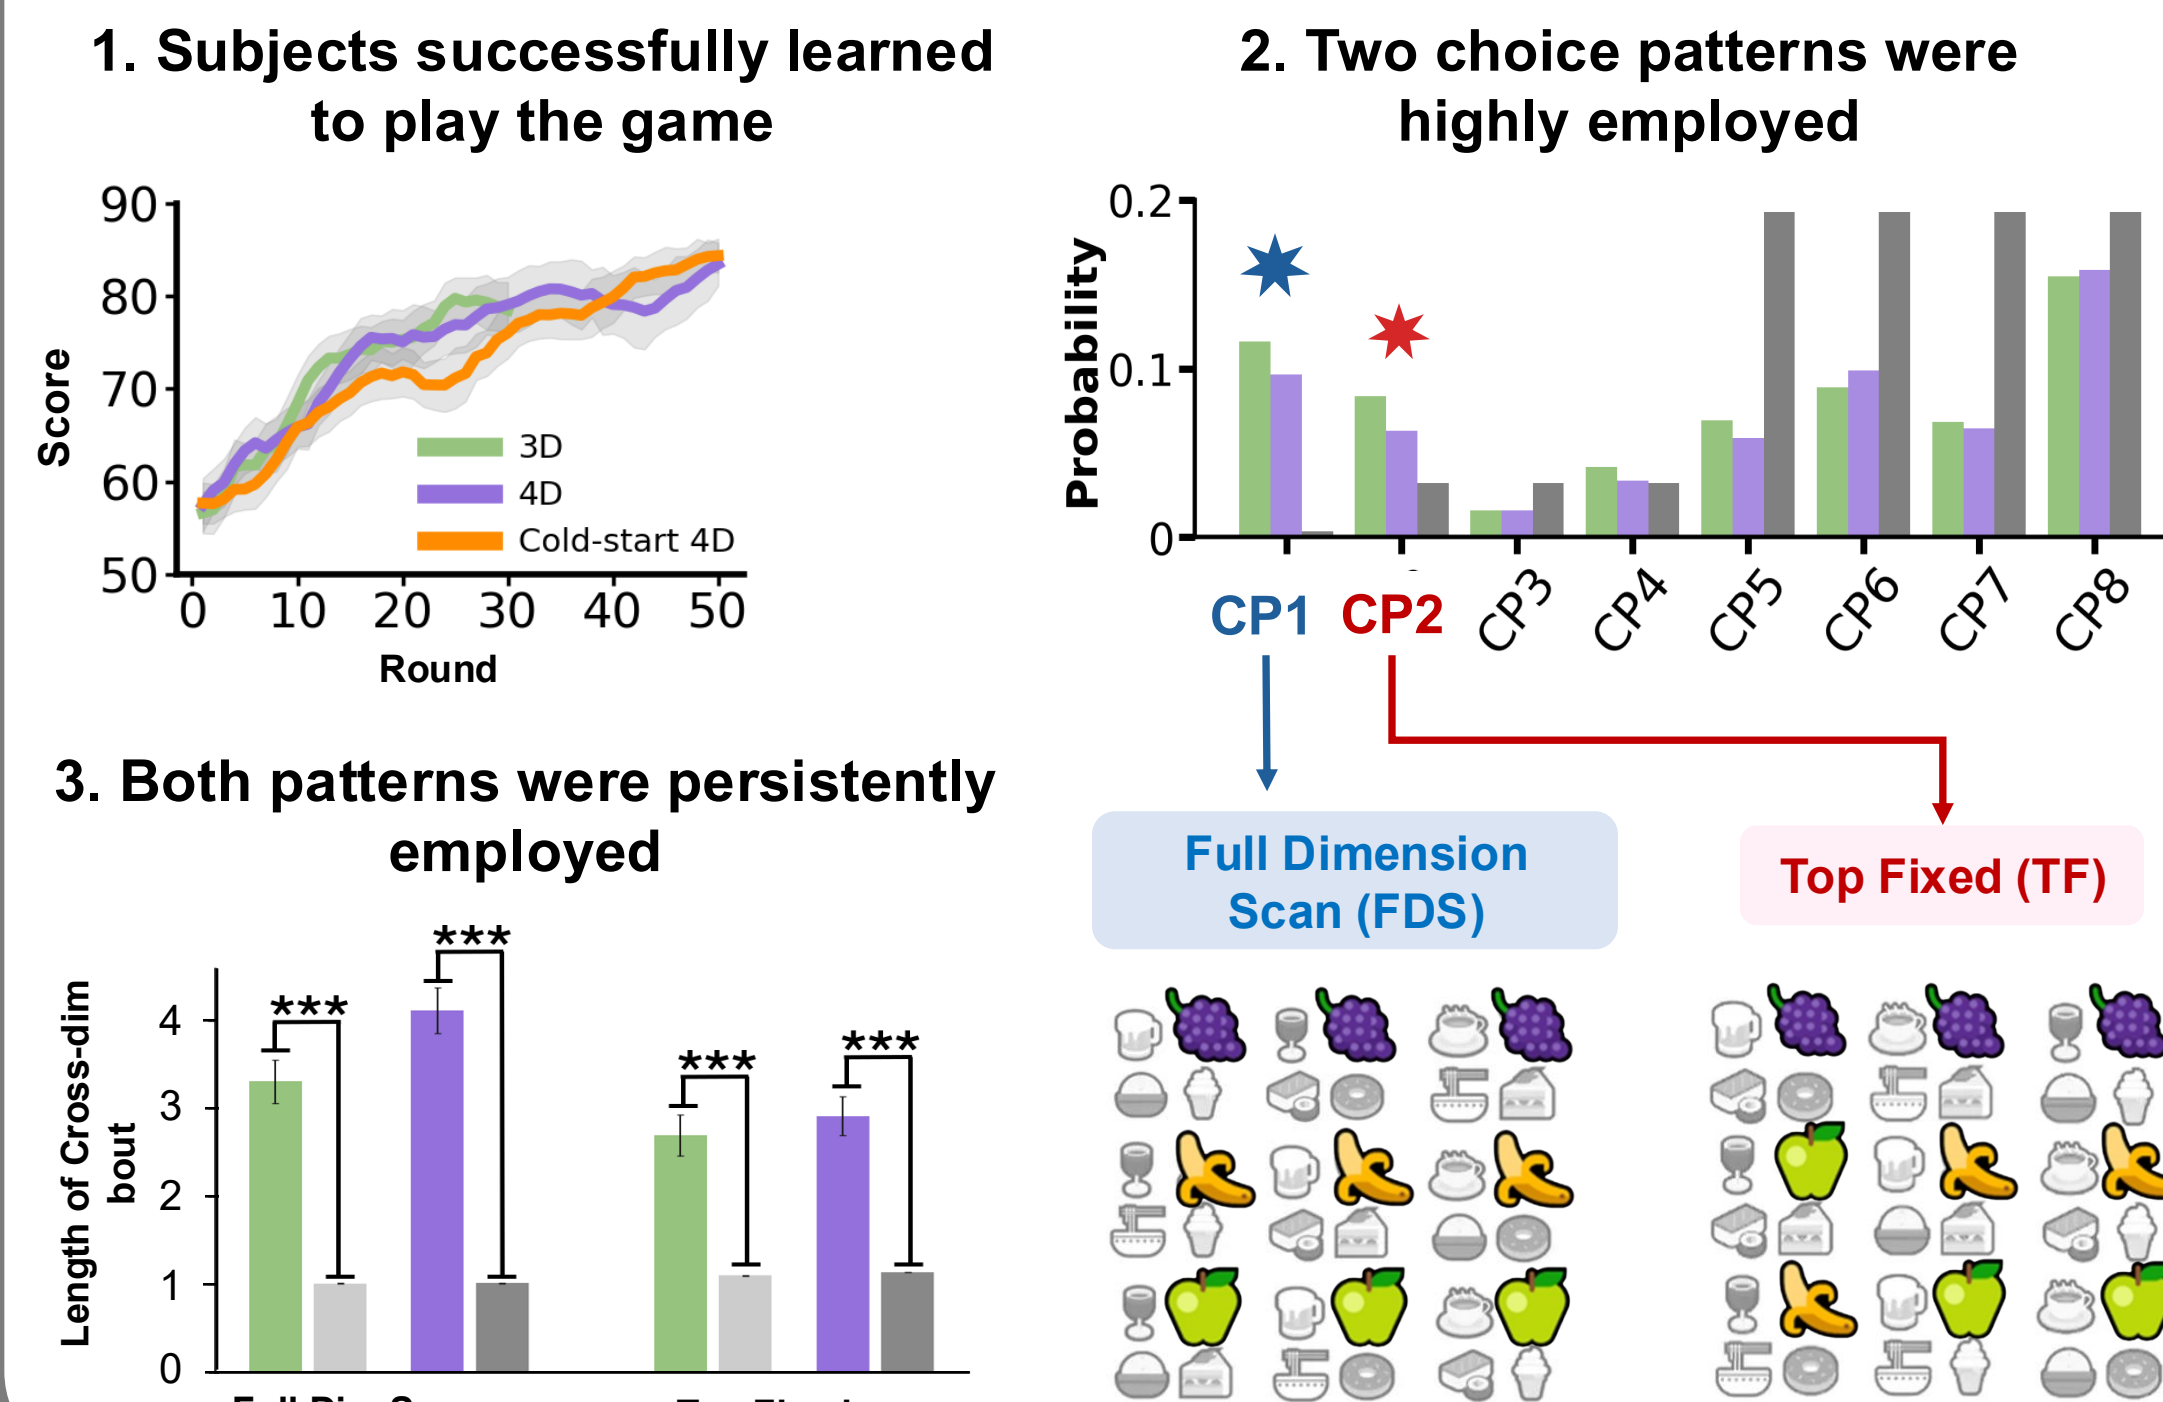 1. Subjects successfully learned
to play the game
90
80
70
60
50
Score
3D
4D
Cold-start 4D
0 10 20 30 40 50
Round
2. Two choice patterns were
highly employed
0.2
0.1
0
Probability
CP1 CP2 CP3 CP4 CP5 CP6 CP7 CP8
Full Dimension
Scan (FDS)
Top Fixed (TF)
3. Both patterns were persistently
employed
Length of Cross-dim
bout
4
3
2
1
0
***
***
***
***